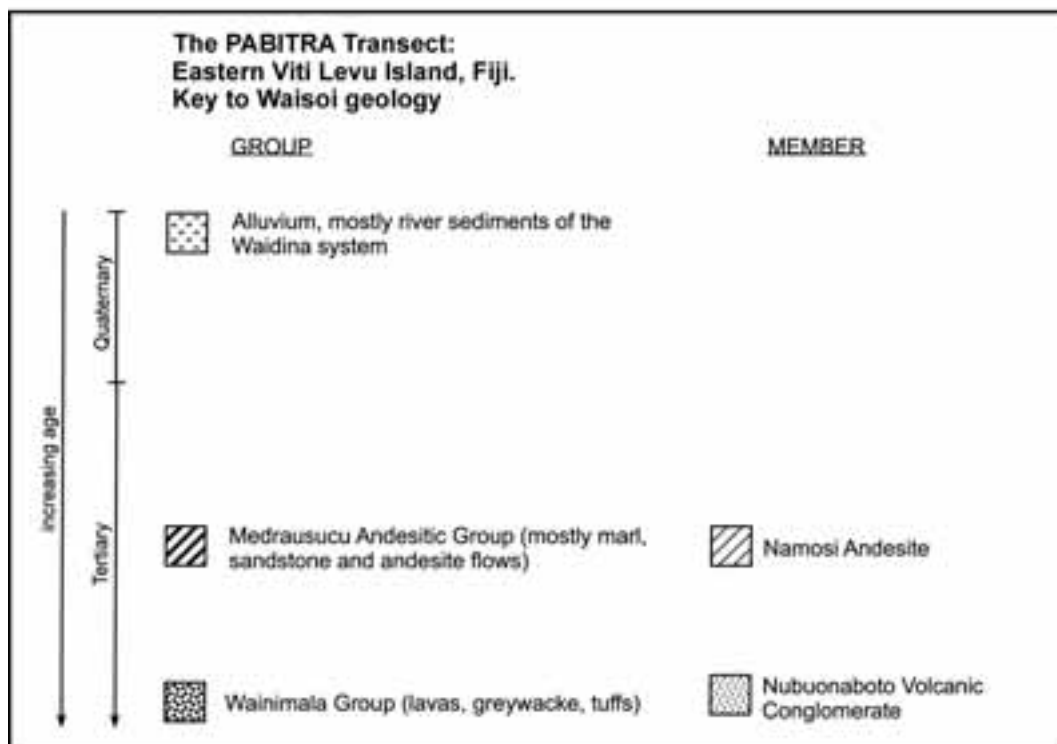 The PABITRA Transect:
Eastern Viti Levu Island, Fiji.
Key to Waisoi geology
GROUP
MEMBER
Alluvium, mostly river sediments of the
Waidina system
Quaternary
increasing age
Tertiary
Medrausucu Andesitic Group (mostly marl,
sandstone and andesite flows)
Namosi Andesite
Wainimala Group (lavas, greywacke, tuffs)
Nubuonaboto Volcanic
Conglomerate